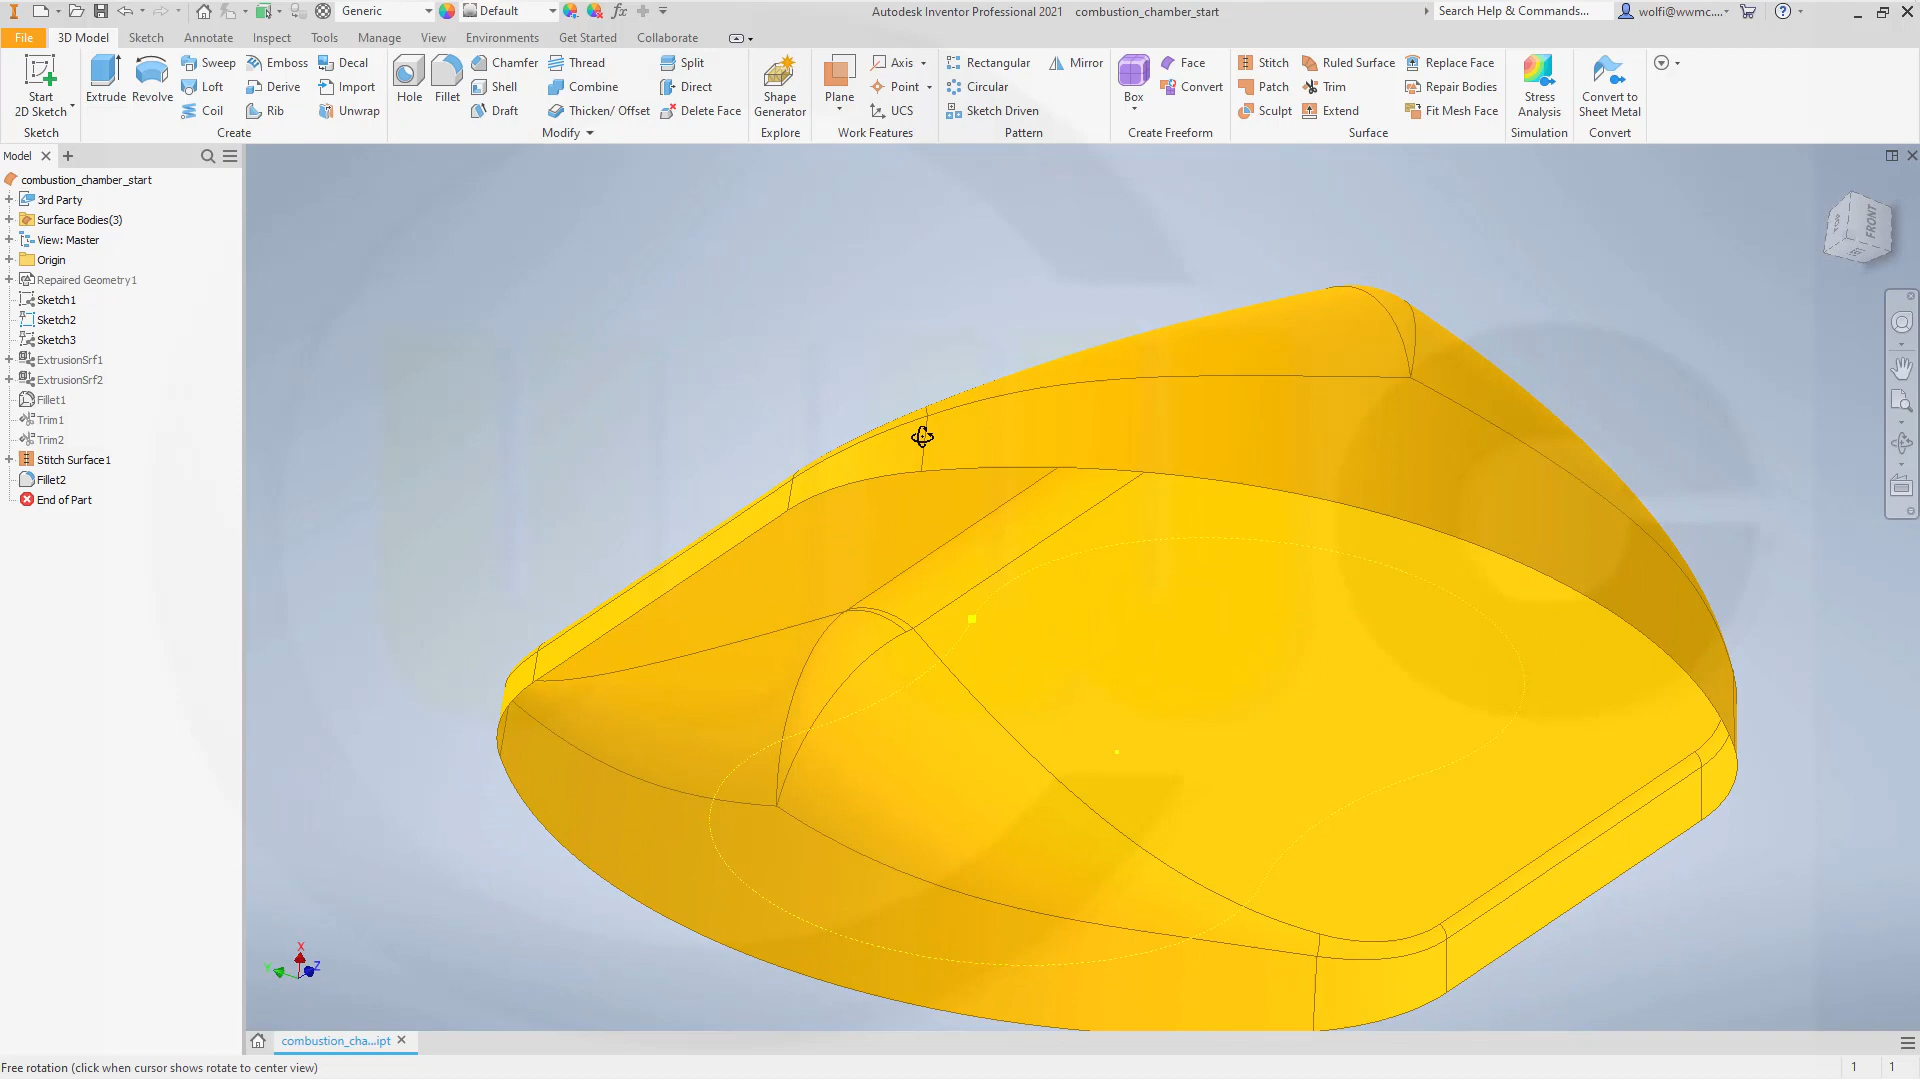 Generic
Default
fx
Autodesk Inventor Professional 2021 combustion_chamber_start
Search Help & Commands...
wolfi@wwmc....
File 3D Model Sketch Annotate Inspect Tools Manage View Environments Get Started Collaborate
Start 2D Sketch
Sketch
Extrude Revolve
Sweep Emboss Decal
Loft Derive Import
Coil Rib Unwrap
Create
Hole Fillet
Chamfer Thread Split
Shell Combine Direct
Draft Thicken/ Offset Delete Face
Modify
Shape Generator
Explore
Plane
Axis
Point
UCS
Work Features
Rectangular Mirror
Circular
Sketch Driven
Pattern
Box
Face
Convert
Create Freeform
Stitch Ruled Surface Replace Face
Patch Trim Repair Bodies
Sculpt Extend Fit Mesh Face
Surface
Stress Analysis
Simulation
Convert to Sheet Metal
Convert
Model
combustion_chamber_start
3rd Party
Surface Bodies(3)
View: Master
Origin
Repaired Geometry1
Sketch1
Sketch2
Sketch3
ExtrusionSrf1
ExtrusionSrf2
Fillet1
Trim1
Trim2
Stitch Surface1
Fillet2
End of Part
FRONT
X
Y
Z
combustion_cha...ipt
Free rotation (click when cursor shows rotate to center view)
1 1